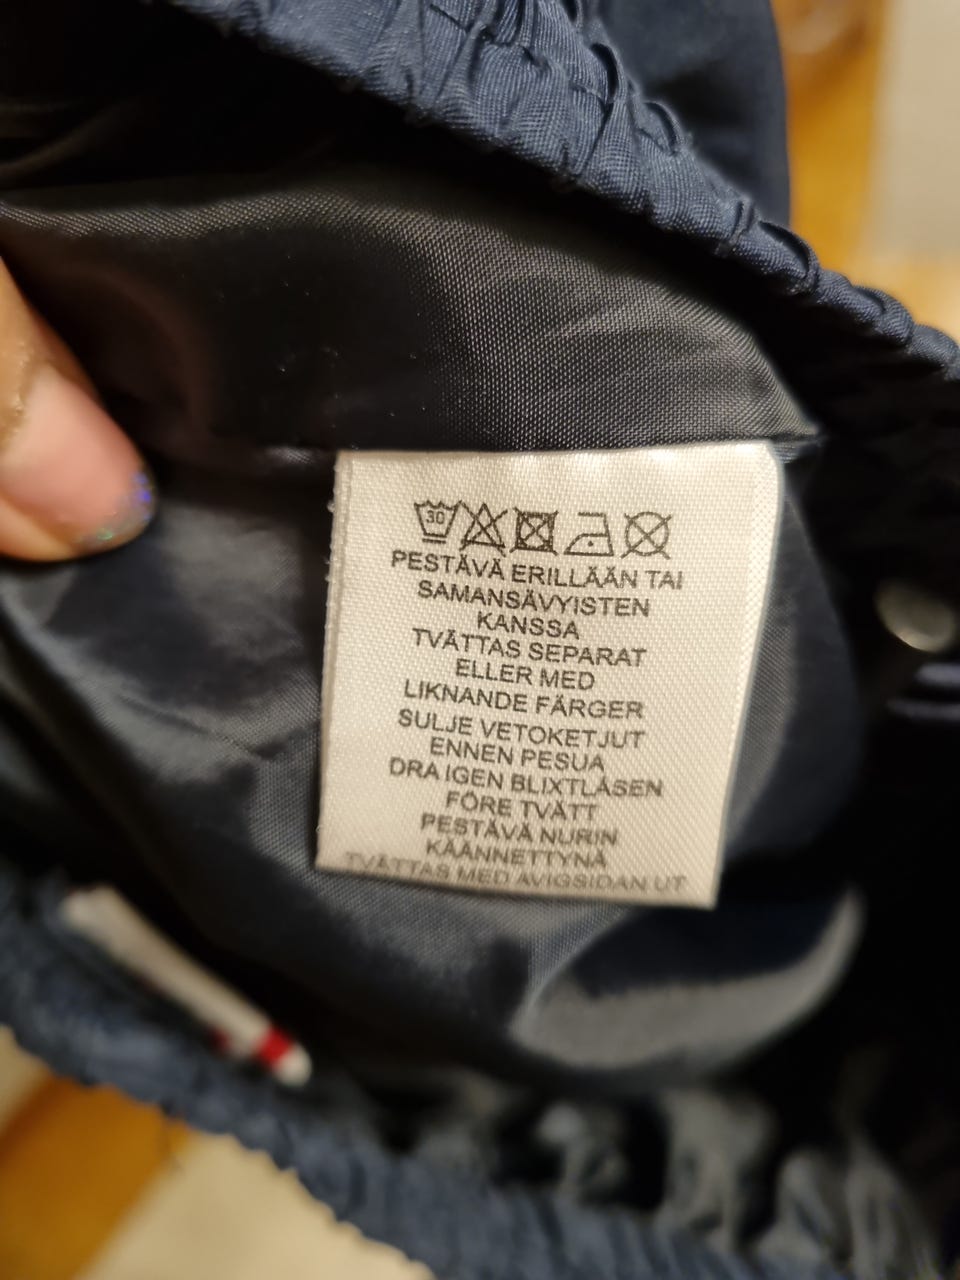 30
PESTÄVÄ ERILLÄÄN TAI
SAMANSÄVYISTEN
KANSSA
TVÄTTAS SEPARAT
ELLER MED
LIKNANDE FÄRGER
SULJE VETOKETJUT
ENNEN PESUA
DRA IGEN BLIXTLÅSEN
FÖRE TVÄTT
PESTÄVÄ NURIN
KÄÄNNETTYNÄ
TVÄTTAS MED AVIGSIDAN UT